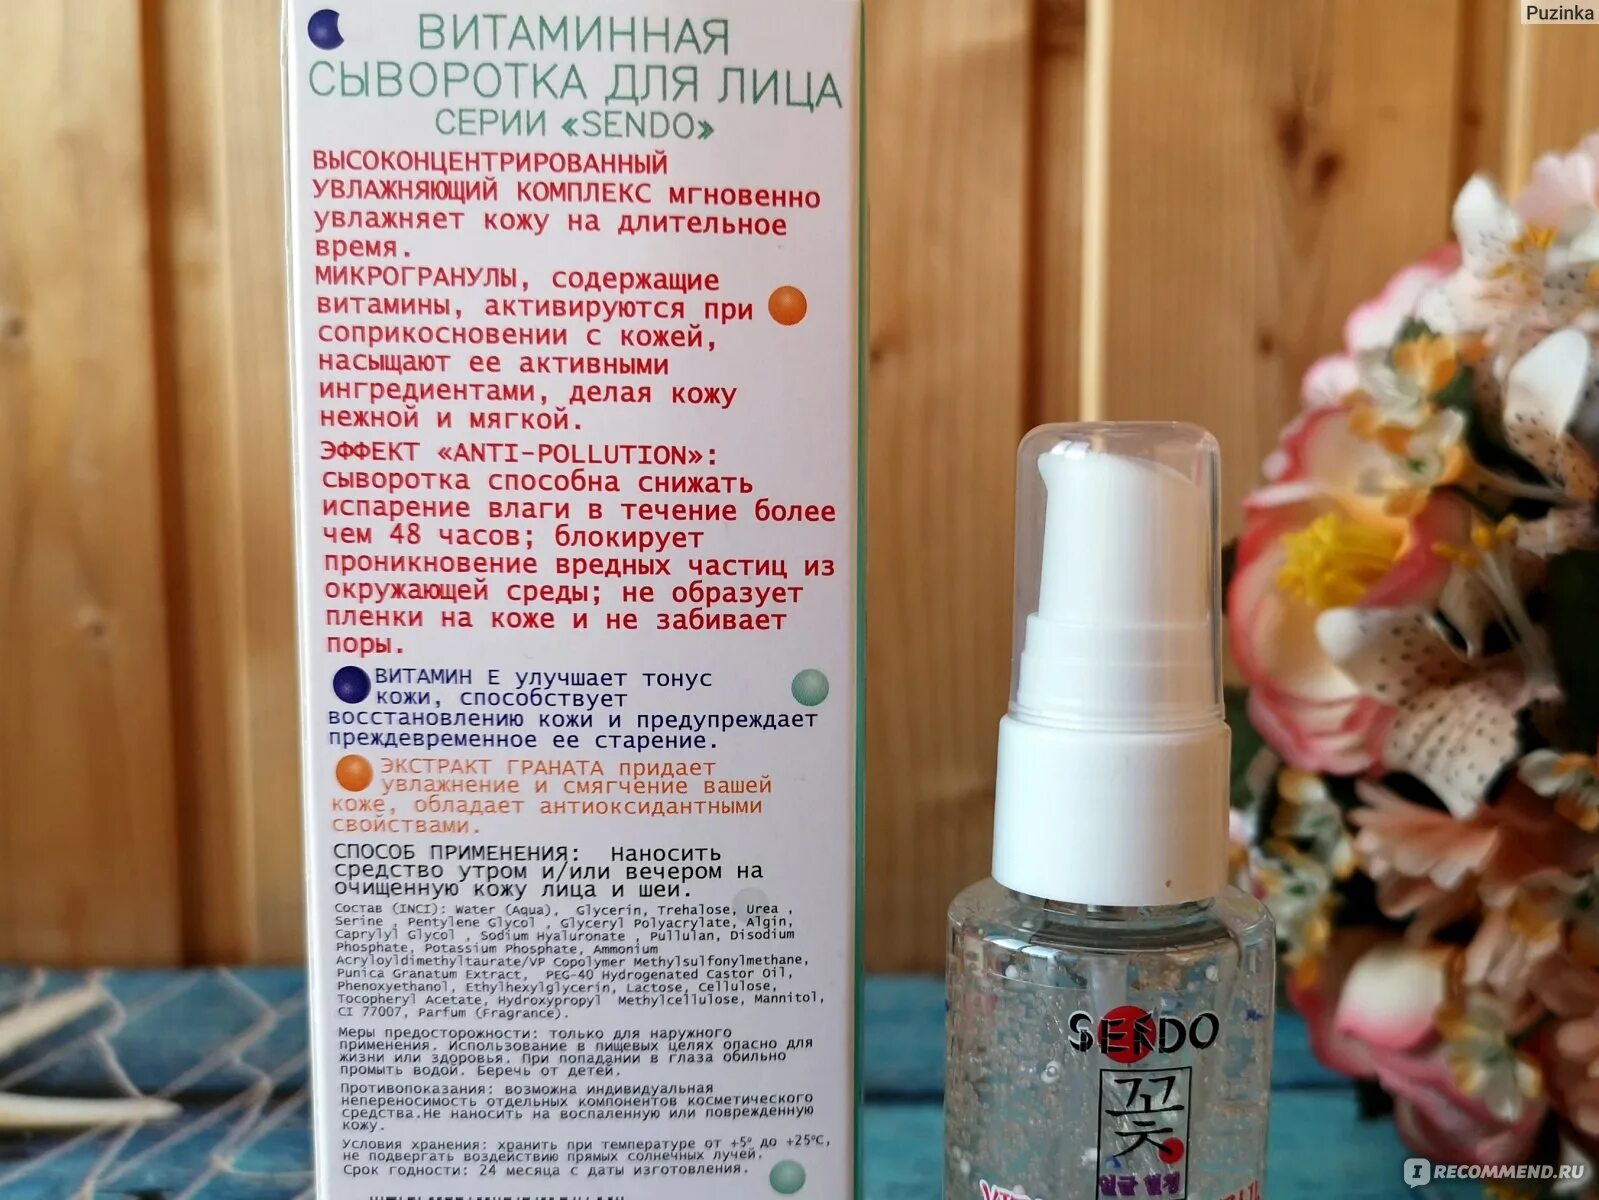 Puzinka
ВИТАМИННАЯ
СЫВОРОТКА ДЛЯ ЛИЦА
СЕРИИ «SENDO»
ВЫСОКОНЦЕНТРИРОВАННЫЙ
УВЛАЖНЯЮЩИЙ КОМПЛЕКС мгновенно
увлажняет кожу на длительное
время.
МИКРОГРАНУЛЫ, содержащие
витамины, активируются при
соприкосновении с кожей,
насыщают ее активными
ингредиентами, делая кожу
нежной и мягкой.
ЭФФЕКТ «ANTI-POLLUTION»:
сыворотка способна снижать
испарение влаги в течение более
чем 48 часов; блокирует
проникновение вредных частиц из
окружающей среды; не образует
пленки на коже и не забивает
поры.
ВИТАМИН Е улучшает тонус
кожи, способствует
восстановлению кожи и предупреждает
преждевременное ее старение.
ЭКСТРАКТ ГРАНАТА придает
увлажнение и смягчение вашей
коже, обладает антиоксидантными
свойствами.
СПОСОБ ПРИМЕНЕНИЯ: Наносить
средство утром и/или вечером на
очищенную кожу лица и шеи.
Состав (INCI): Water (Aqua), Glycerin, Trehalose, Urea ,
Serine , Pentylene Glycol , Glyceryl Polyacrylate, Algin,
Caprylyl Glycol , Sodium Hyaluronate , Pullulan, Disodium
Phosphate, Potassium Phosphate, Ammonium
Acryloyldimethyltaurate/VP Copolymer Methylsulfonylmethane,
Punica Granatum Extract, PEG-40 Hydrogenated Castor Oil,
Phenoxyethanol, Ethylhexylglycerin, Lactose, Cellulose,
Tocopheryl Acetate, Hydroxypropyl Methylcellulose, Mannitol,
CI 77007, Parfum (Fragrance).
Меры предосторожности: только для наружного
применения. Использование в пищевых целях опасно для
жизни или здоровья. При попадании в глаза обильно
промыть водой. Беречь от детей.
Противопоказания: возможна индивидуальная
непереносимость отдельных компонентов косметического
средства.Не наносить на воспаленную или поврежденную
кожу.
Условия хранения: хранить при температуре от +5° до +25°С,
не подвергать воздействию прямых солнечных лучей.
Срок годности: 24 месяца с даты изготовления.
SENDO
꽃
IRECOMMEND.RU